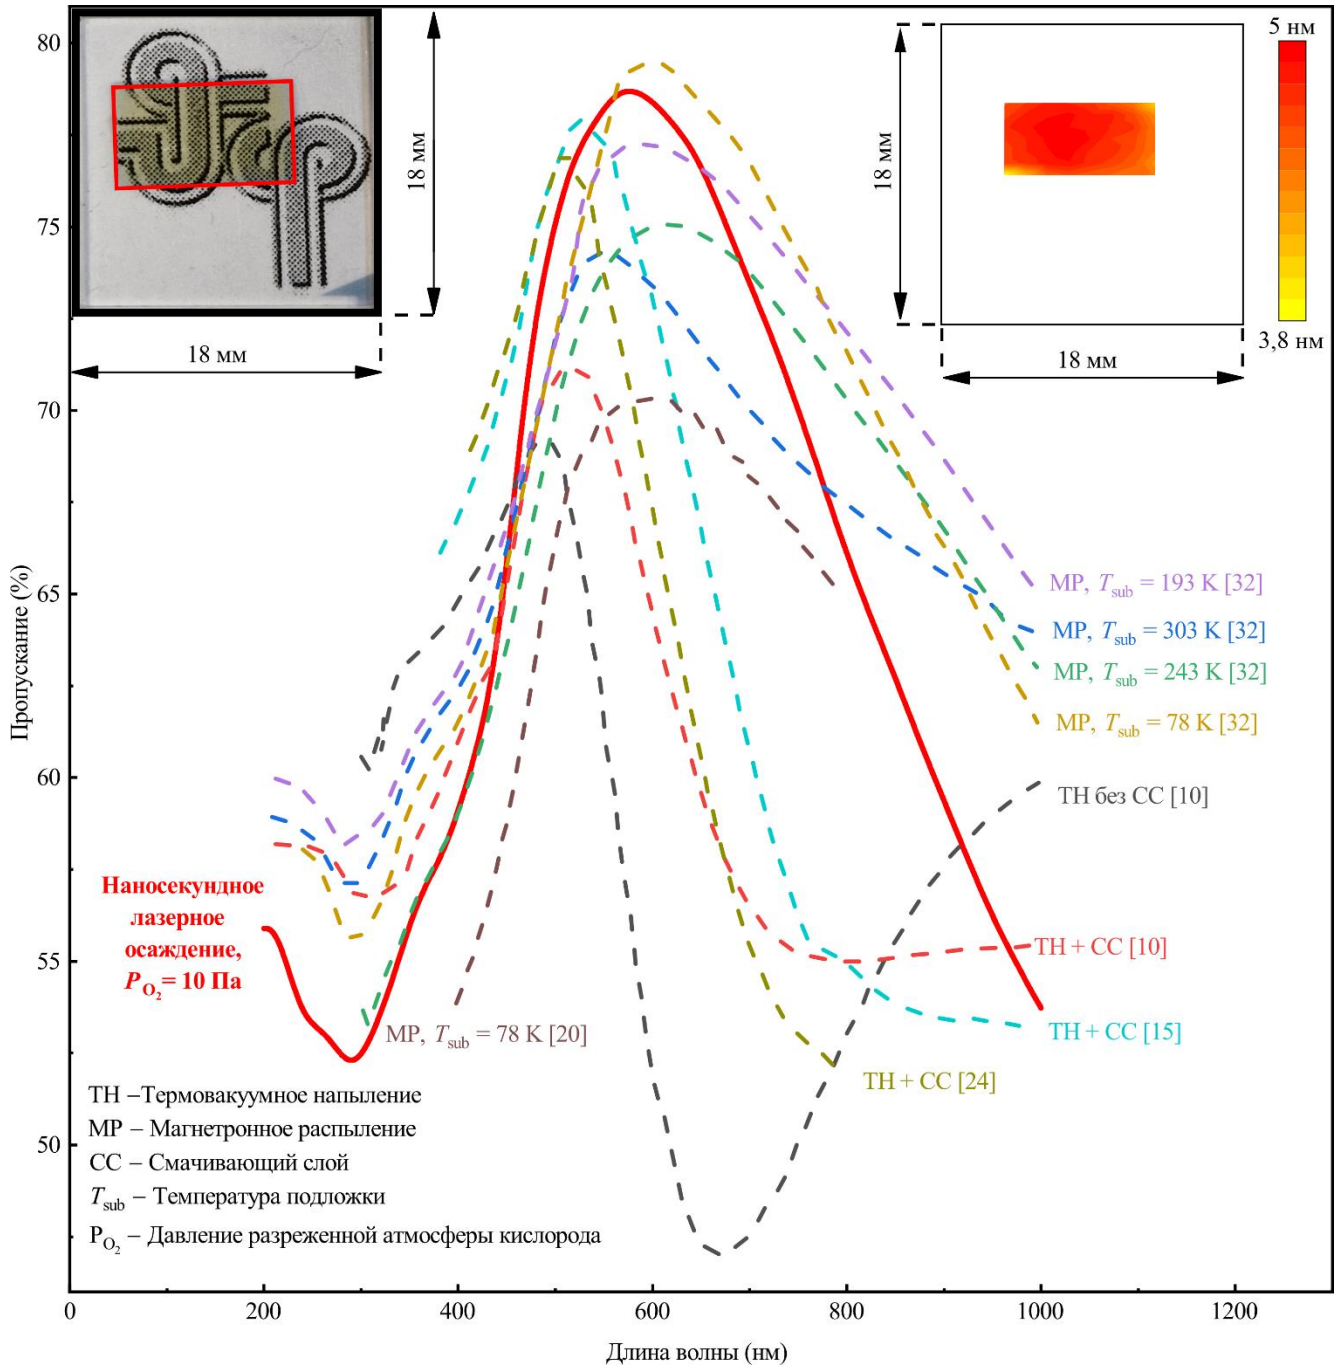 80
75
70
65
60
55
50
0
200
400
600
800
1000
1200
Пропускание (%)
Длина волны (нм)
18 мм
18 мм
18 мм
18 мм
5 нм
3,8 нм
МР, Tsub = 193 К [32]
МР, Tsub = 303 К [32]
МР, Tsub = 243 К [32]
МР, Tsub = 78 К [32]
ТН без СС [10]
ТН + СС [10]
ТН + СС [15]
ТН + СС [24]
МР, Tsub = 78 К [20]
Наносекундное
лазерное
осаждение,
PO2= 10 Па
ТН –Термовакуумное напыление
МР – Магнетронное распыление
СС – Смачивающий слой
Tsub – Температура подложки
PO2 – Давление разреженной атмосферы кислорода